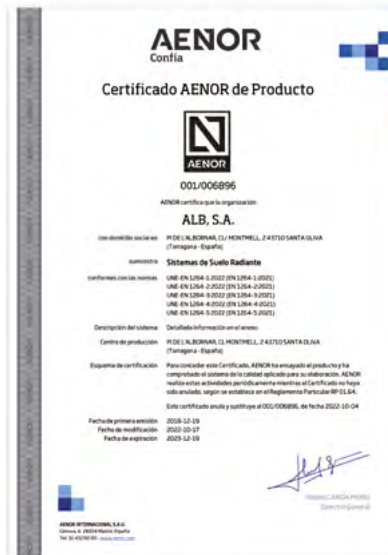 AENOR
Confía
Certificado AENOR de Producto
AENOR
001/006896
AENOR certifica que la organización
ALB, S.A.
con domicilio social en PI DE L'ALBORNAR, CL/ MONTMELL, 2 43710 SANTA OLIVA
(Tarragona - España)
suministra Sistemas de Suelo Radiante
conformes con las normas UNE-EN 1264-1:2022 (EN 1264-1:2021)
UNE-EN 1264-2:2022 (EN 1264-2:2021)
UNE-EN 1264-3:2022 (EN 1264-3:2021)
UNE-EN 1264-4:2022 (EN 1264-4:2021)
UNE-EN 1264-5:2022 (EN 1264-5:2021)
Descripción del sistema Detallada información en el anexo.
Centro de producción PI DE L'ALBORNAR, CL MONTMELL, 2 43710 SANTA OLIVA
(Tarragona - España)
Esquema de certificación Para conceder este Certificado, AENOR ha ensayado el producto y ha
comprobado el sistema de la calidad aplicado para su elaboración. AENOR
realiza estas actividades periódicamente mientras el Certificado no haya
sido anulado, según se establece en el Reglamento Particular RP 01.64.
Este certificado anula y sustituye al 001/006896, de fecha 2022-10-04
Fecha de primera emisión 2018-12-19
Fecha de modificación 2022-10-17
Fecha de expiración 2023-12-19
GARCÍA
Director General
AENOR INTERNACIONAL S.A.U.
Génova, 6. 28004 Madrid. España
www.aenor.com